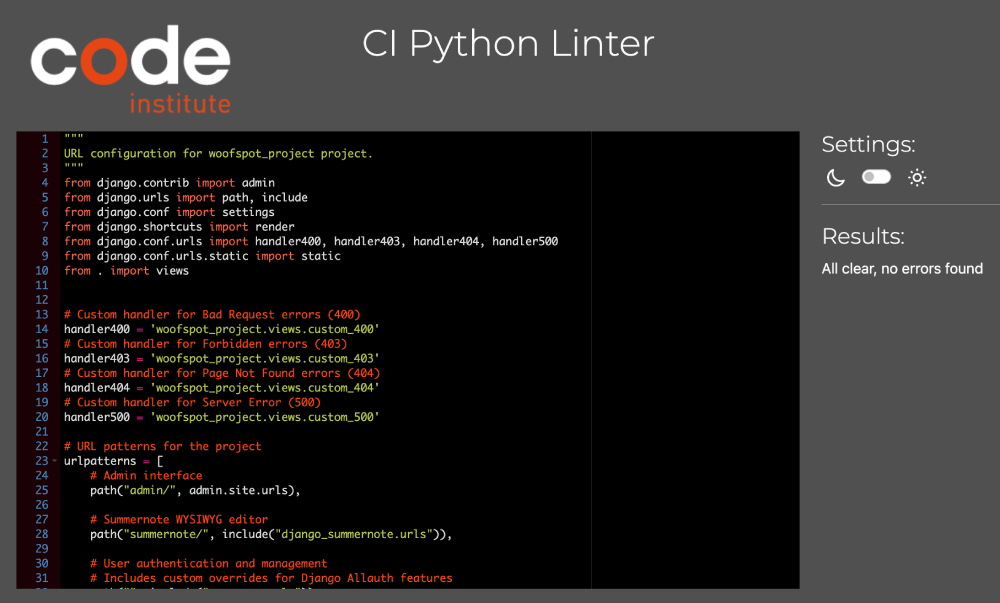 code
institute
CI Python Linter
1 """
2 URL configuration for woofspot_project project.
3 """
4 from django.contrib import admin
5 from django.urls import path, include
6 from django.conf import settings
7 from django.shortcuts import render
8 from django.conf.urls import handler400, handler403, handler404, handler500
9 from django.conf.urls.static import static
10 from . import views
11
12
13 # Custom handler for Bad Request errors (400)
14 handler400 = 'woofspot_project.views.custom_400'
15 # Custom handler for Forbidden errors (403)
16 handler403 = 'woofspot_project.views.custom_403'
17 # Custom handler for Page Not Found errors (404)
18 handler404 = 'woofspot_project.views.custom_404'
19 # Custom handler for Server Error (500)
20 handler500 = 'woofspot_project.views.custom_500'
21
22 # URL patterns for the project
23 urlpatterns = [
24     # Admin interface
25     path("admin/", admin.site.urls),
26
27     # Summernote WYSIWYG editor
28     path("summernote/", include("django_summernote.urls")),
29
30     # User authentication and management
31     # Includes custom overrides for Django Allauth features
Settings:
Results:
All clear, no errors found